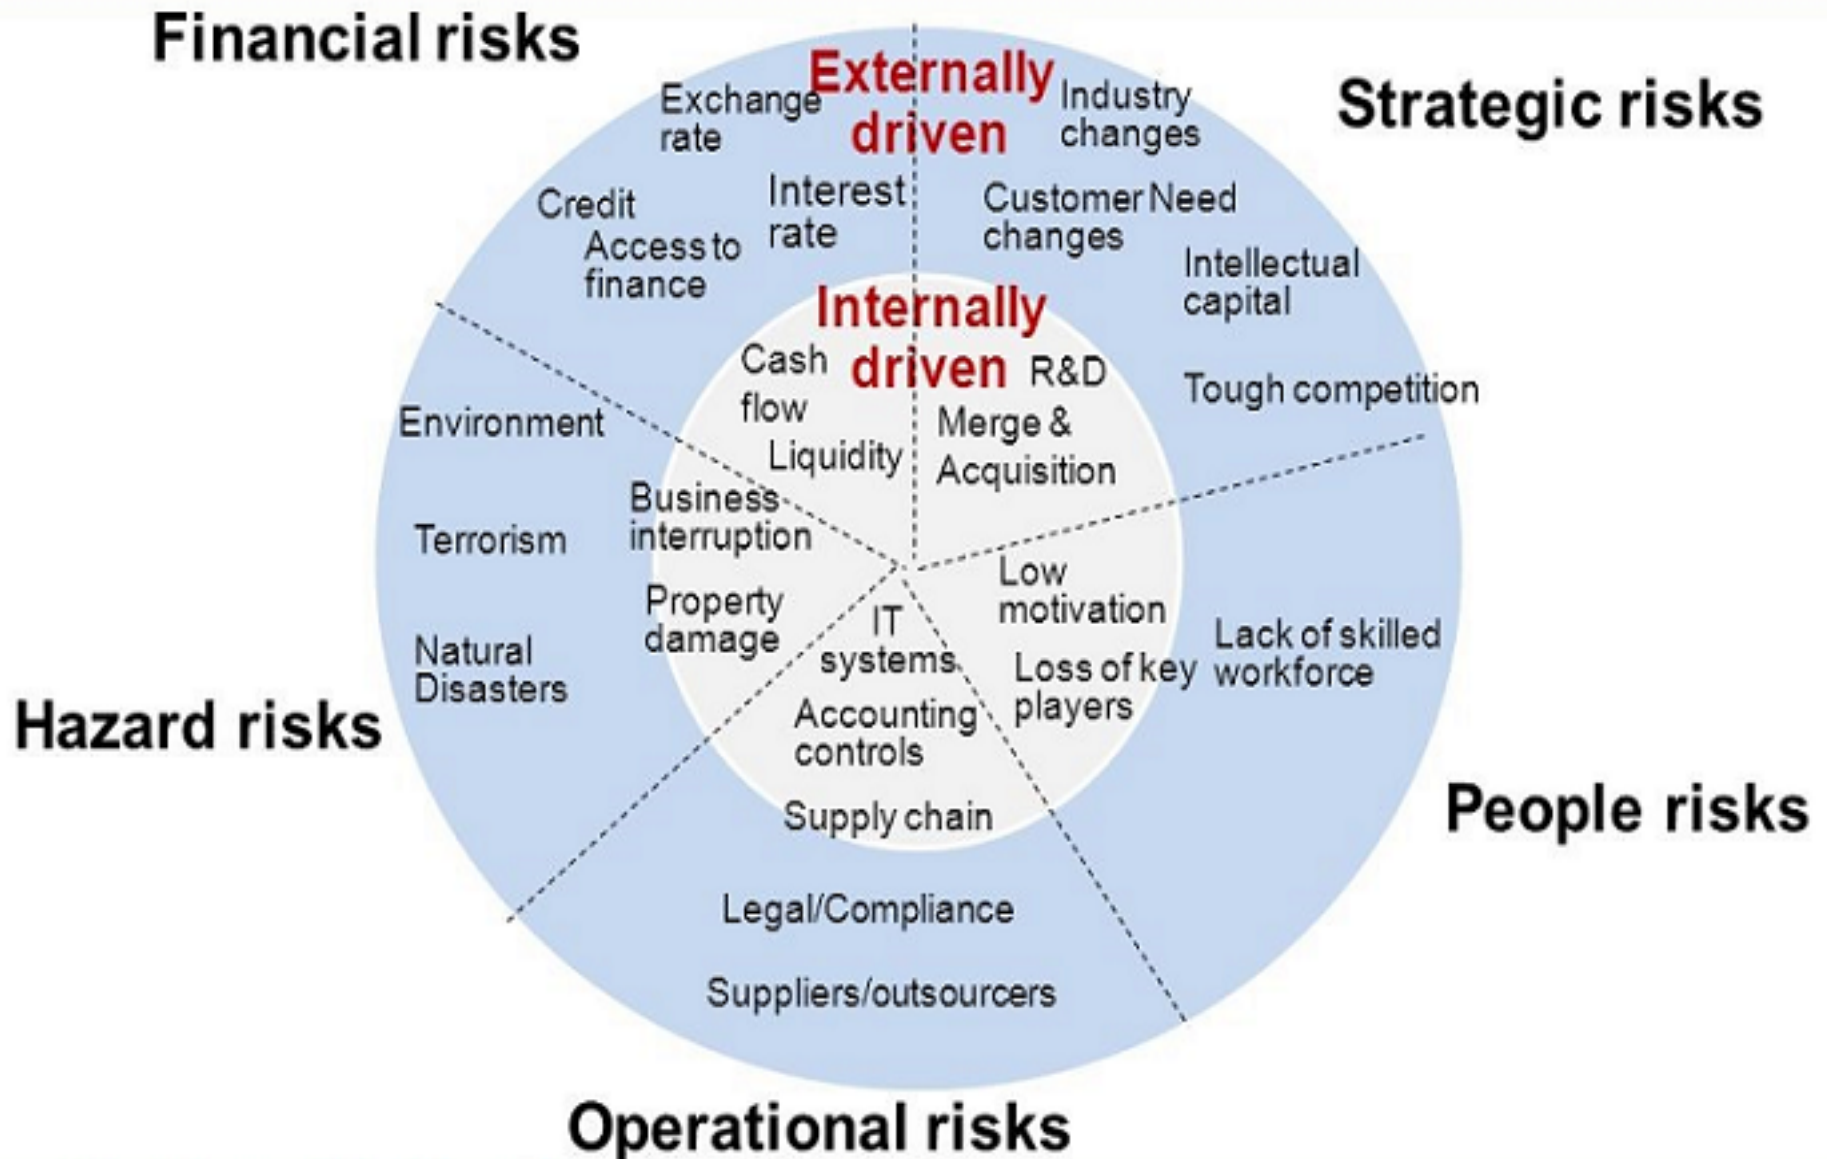 Financial risks
Externally
driven
Strategic risks
Exchange
rate
Industry
changes
Credit
Access to
finance
Interest
rate
Customer Need
changes
Intellectual
capital
Tough competition
Internally
driven
Cash
flow
Liquidity
R&D
Merge &
Acquisition
Environment
Terrorism
Natural
Disasters
Business
interruption
Property
damage
Hazard risks
IT
systems
Accounting
controls
Supply chain
Low
motivation
Loss of key
players
Lack of skilled
workforce
People risks
Legal/Compliance
Suppliers/outsourcers
Operational risks